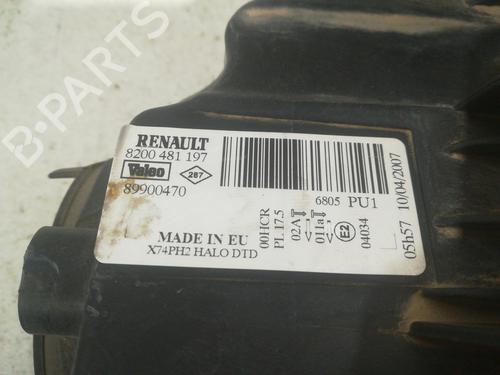 B-PARTS
RENAULT
8200 481 197
Valeo 267
89900470
MADE IN EU
X74PH2 HALO DTD
6805 PU1
00HCR
PL 17.5
02A
011a
E2
04034
05h57 10/04/2007